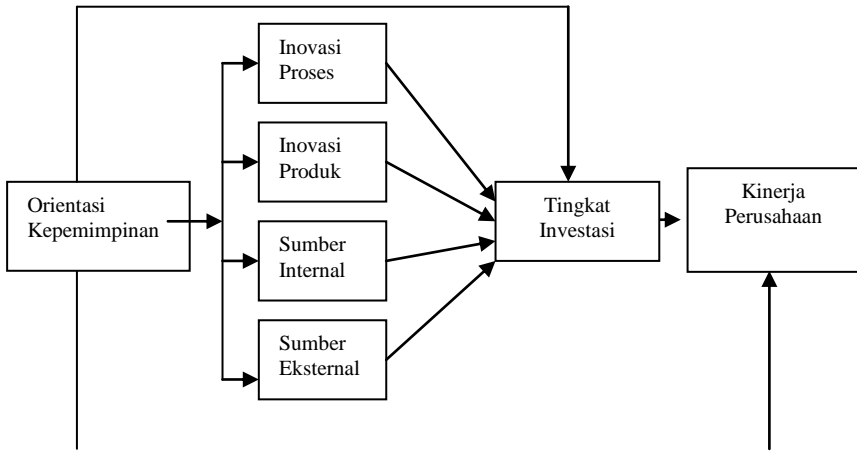 Inovasi
Proses
Inovasi
Produk
Orientasi
Kepemimpinan
Sumber
Internal
Sumber
Eksternal
Tingkat
Investasi
Kinerja
Perusahaan